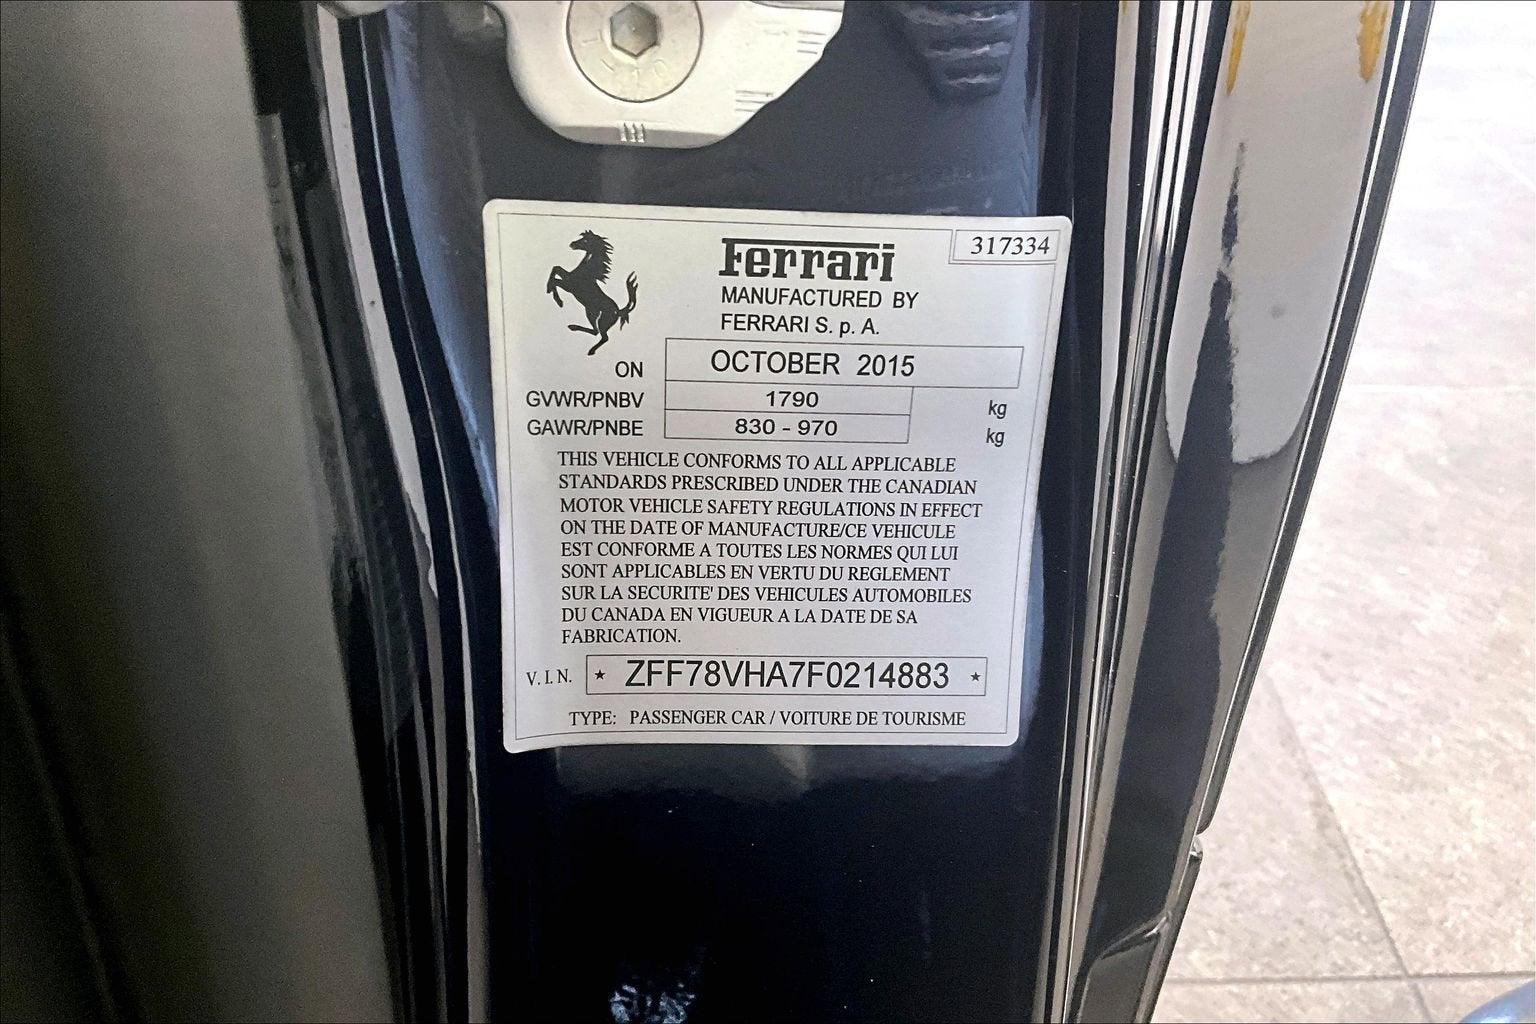 317334
Ferrari
MANUFACTURED BY
FERRARI S. p. A.
ON OCTOBER 2015
GVWR/PNBV 1790 kg
GAWR/PNBE 830 - 970 kg
THIS VEHICLE CONFORMS TO ALL APPLICABLE
STANDARDS PRESCRIBED UNDER THE CANADIAN
MOTOR VEHICLE SAFETY REGULATIONS IN EFFECT
ON THE DATE OF MANUFACTURE/CE VEHICULE
EST CONFORME A TOUTES LES NORMES QUI LUI
SONT APPLICABLES EN VERTU DU REGLEMENT
SUR LA SECURITE' DES VEHICULES AUTOMOBILES
DU CANADA EN VIGUEUR A LA DATE DE SA
FABRICATION.
V.I.N. ★ ZFF78VHA7F0214883 ★
TYPE: PASSENGER CAR / VOITURE DE TOURISME